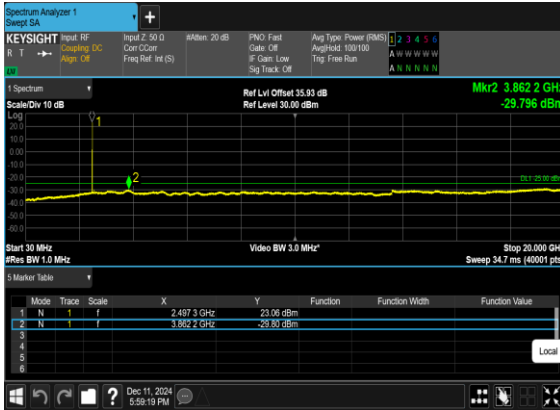 Spectrum Analyzer 1
Swept SA
+
KEYSIGHT Input: RF Input Z: 50 Ω #Atten: 20 dB PNO: Fast Avg Type: Power (RMS) 1 2 3 4 5 6
R T Coupling: DC Corr CCorr Gate: Off Avg|Hold: 100/100 A W W W W W
Align: Off Freq Ref: Int (S) IF Gain: Low Trig: Free Run
Sig Track: Off A N N N N N
1 Spectrum Ref Lvl Offset 35.93 dB Mkr2 3.862 2 GHz
Scale/Div 10 dB Ref Level 30.00 dBm -29.796 dBm
Log
1
20.0
10.0
0.00
-10.0
-20.0 2 DL1 -25.00 dBm
-30.0
-40.0
-50.0
-60.0
Start 30 MHz Video BW 3.0 MHz* Stop 20.000 GH
#Res BW 1.0 MHz Sweep 34.7 ms (40001 pts
5 Marker Table
Mode Trace Scale X Y Function Function Width Function Value
1 N 1 f 2.497 3 GHz 23.06 dBm
2 N 1 f 3.862 2 GHz -29.80 dBm
3
4
5
6
Local
? Dec 11, 2024
5:59:19 PM